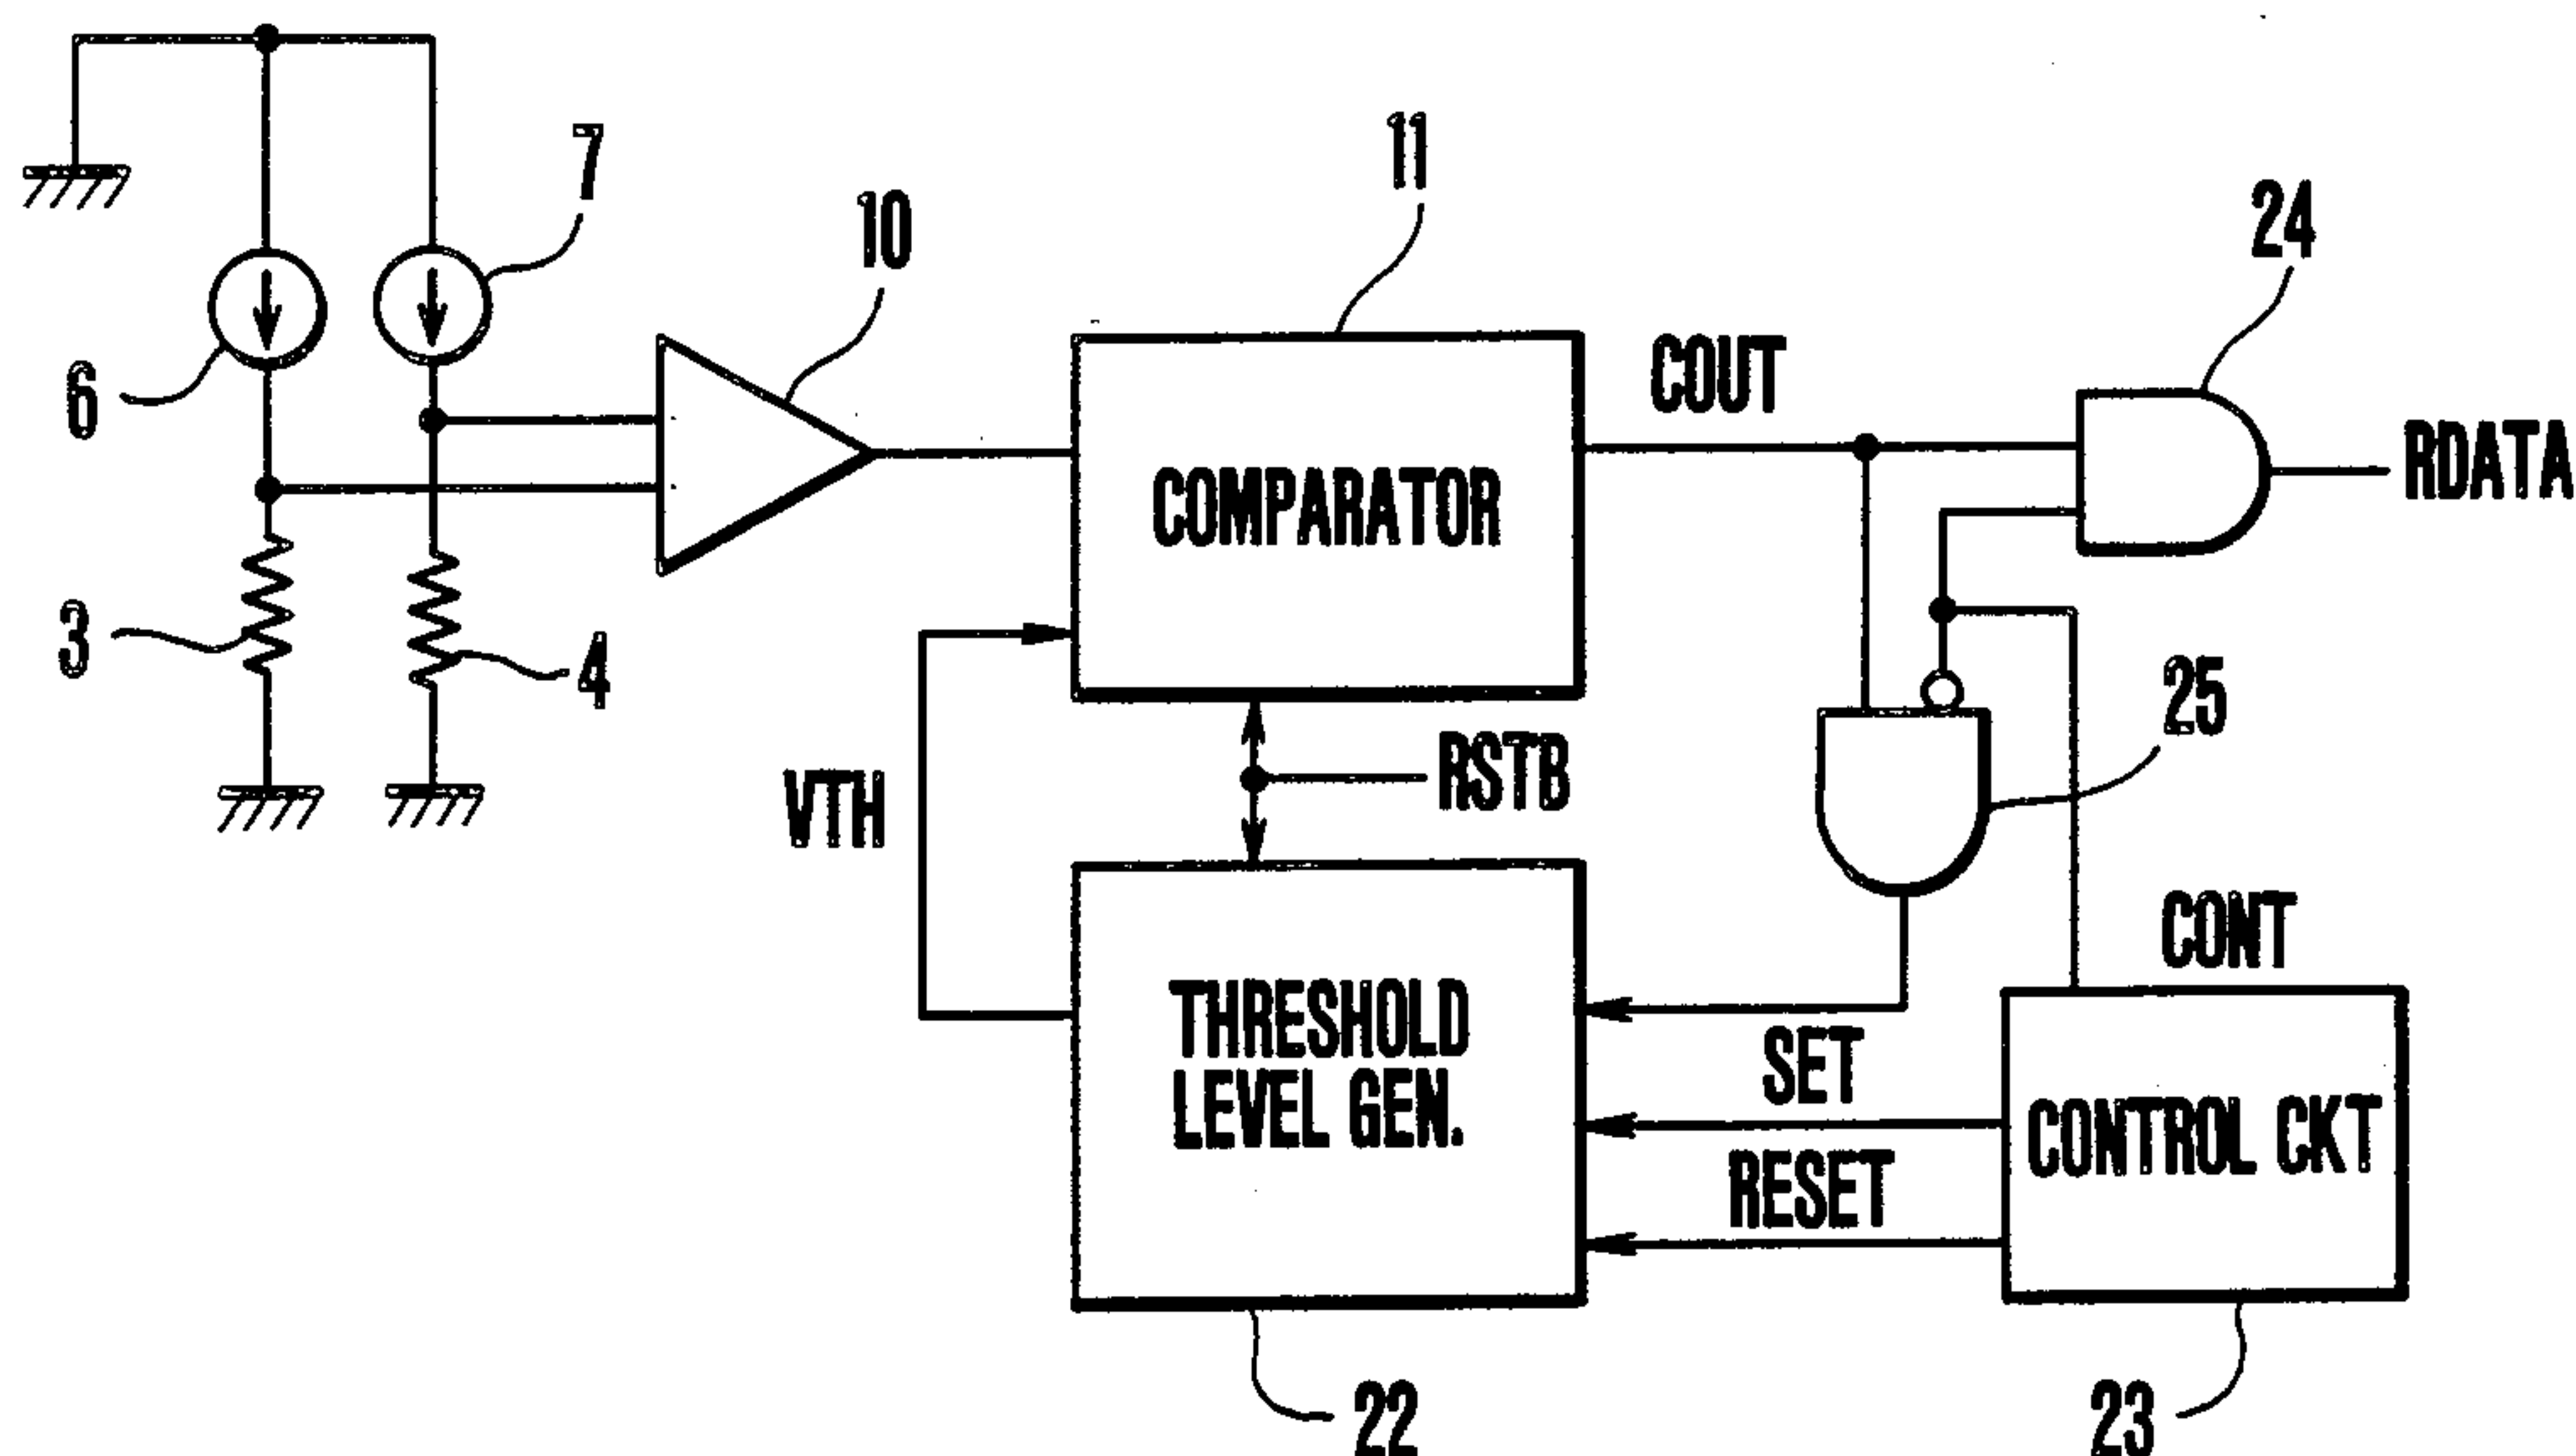 11
7
10
24
COUT
6
RDATA
COMPARATOR
3
4
25
RSTB
VTH
CONT
THRESHOLD
LEVEL GEN.
SET
CONTROL CKT
RESET
22
23